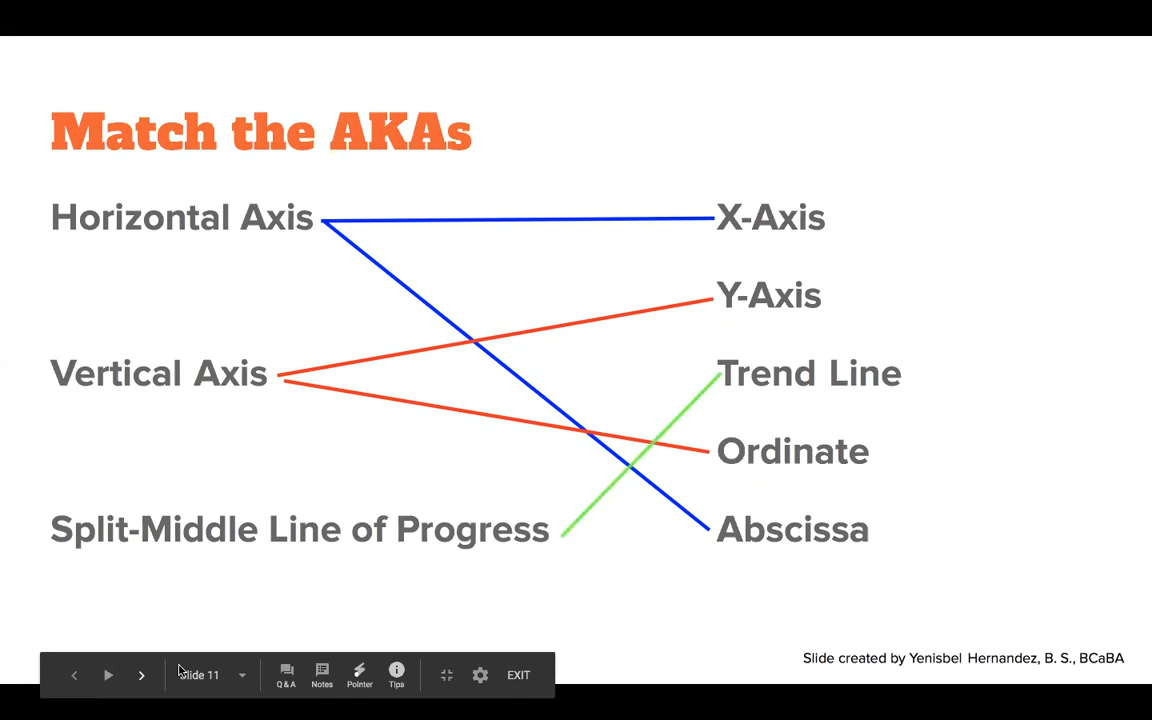 Match the AKAs
Horizontal Axis
X-Axis
Y-Axis
Vertical Axis
Trend Line
Ordinate
Split-Middle Line of Progress
Abscissa
Slide created by Yenisbel Hernandez, B. S., BCaBA
Slide 11
Q & A
Notes
Pointer
Tips
EXIT